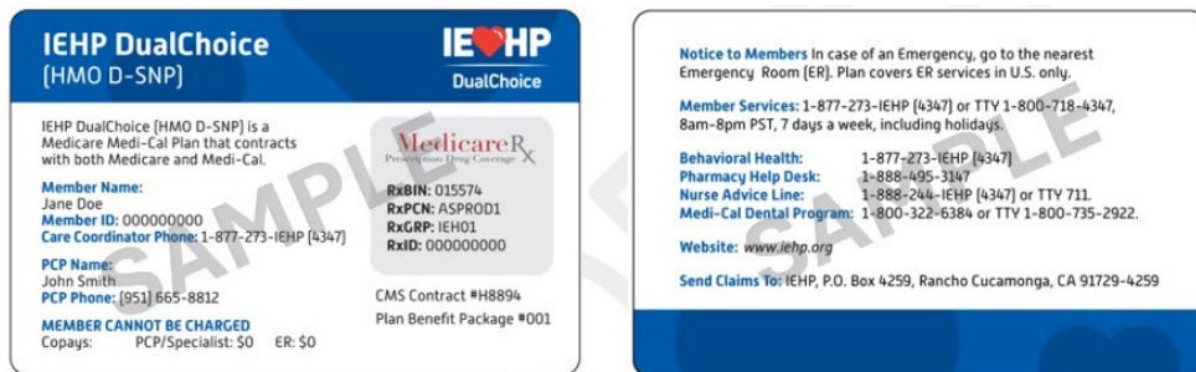 IEHP DualChoice
[HMO D-SNP]
IEHP
DualChoice
IEHP DualChoice [HMO D-SNP] is a
Medicare Medi-Cal Plan that contracts
with both Medicare and Medi-Cal.
Member Name:
Jane Doe
Member ID: 000000000
Care Coordinator Phone: 1-877-273-IEHP [4347]
PCP Name:
John Smith
PCP Phone: [951] 665-8812
MEMBER CANNOT BE CHARGED
Copays: PCP/Specialist: $0 ER: $0
MedicareRx
Prescription Drug Coverage
RxBIN: 015574
RxPCN: ASPROD1
RxGRP: IEH01
RxID: 000000000
CMS Contract #H8894
Plan Benefit Package #001
SAMPLE
Notice to Members In case of an Emergency, go to the nearest
Emergency Room [ER]. Plan covers ER services in U.S. only.
Member Services: 1-877-273-IEHP [4347] or TTY 1-800-718-4347,
8am-8pm PST, 7 days a week, including holidays.
Behavioral Health: 1-877-273-IEHP [4347]
Pharmacy Help Desk: 1-888-495-3147
Nurse Advice Line: 1-888-244-IEHP [4347] or TTY 711.
Medi-Cal Dental Program: 1-800-322-6384 or TTY 1-800-735-2922.
Website: www.iehp.org
Send Claims To: IEHP, P.O. Box 4259, Rancho Cucamonga, CA 91729-4259
SAMPLE